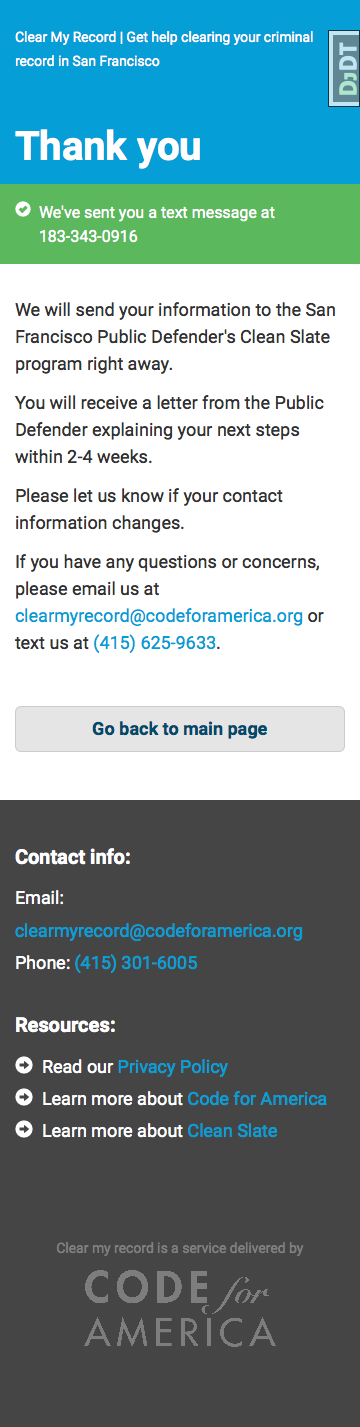 Clear My Record | Get help clearing your criminal
record in San Francisco
DJDT
Thank you
We've sent you a text message at
183-343-0916
We will send your information to the San
Francisco Public Defender's Clean Slate
program right away.
You will receive a letter from the Public
Defender explaining your next steps
within 2-4 weeks.
Please let us know if your contact
information changes.
If you have any questions or concerns,
please email us at
clearmyrecord@codeforamerica.org or
text us at (415) 625-9633.
Go back to main page
Contact info:
Email:
clearmyrecord@codeforamerica.org
Phone: (415) 301-6005
Resources:
Read our Privacy Policy
Learn more about Code for America
Learn more about Clean Slate
Clear my record is a service delivered by
CODE for
AMERICA